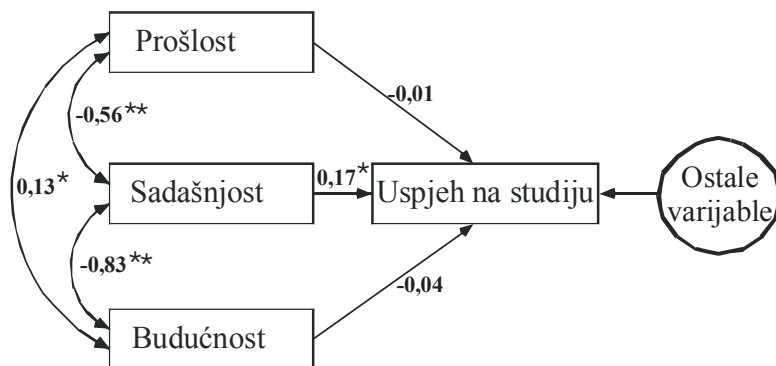 Prošlost
-0,01
-0,56**
0,13*
Sadašnjost
0,17*
Uspjeh na studiju
Ostale
varijable
-0,83**
-0,04
Budućnost